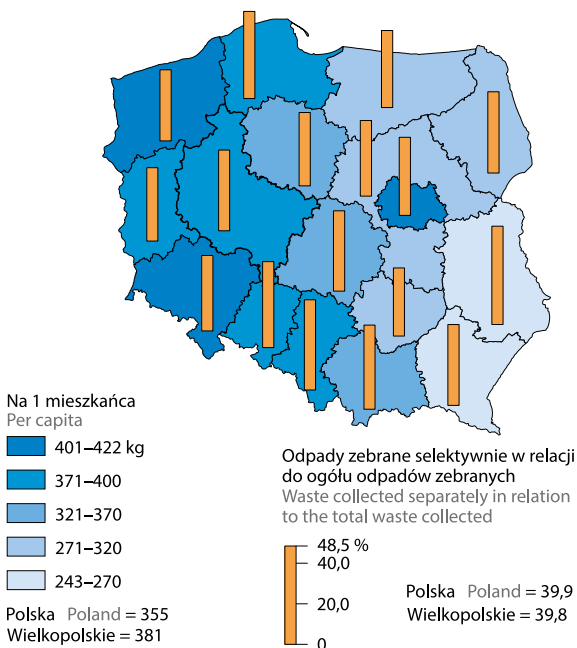 Na 1 mieszkańca
Per capita
401–422 kg
371–400
321–370
271–320
243–270
Polska Poland = 355
Wielkopolskie = 381
Odpady zebrane selektywnie w relacji
do ogółu odpadów zebranych
Waste collected separately in relation
to the total waste collected
48,5 %
40,0
20,0
0
Polska Poland = 39,9
Wielkopolskie = 39,8